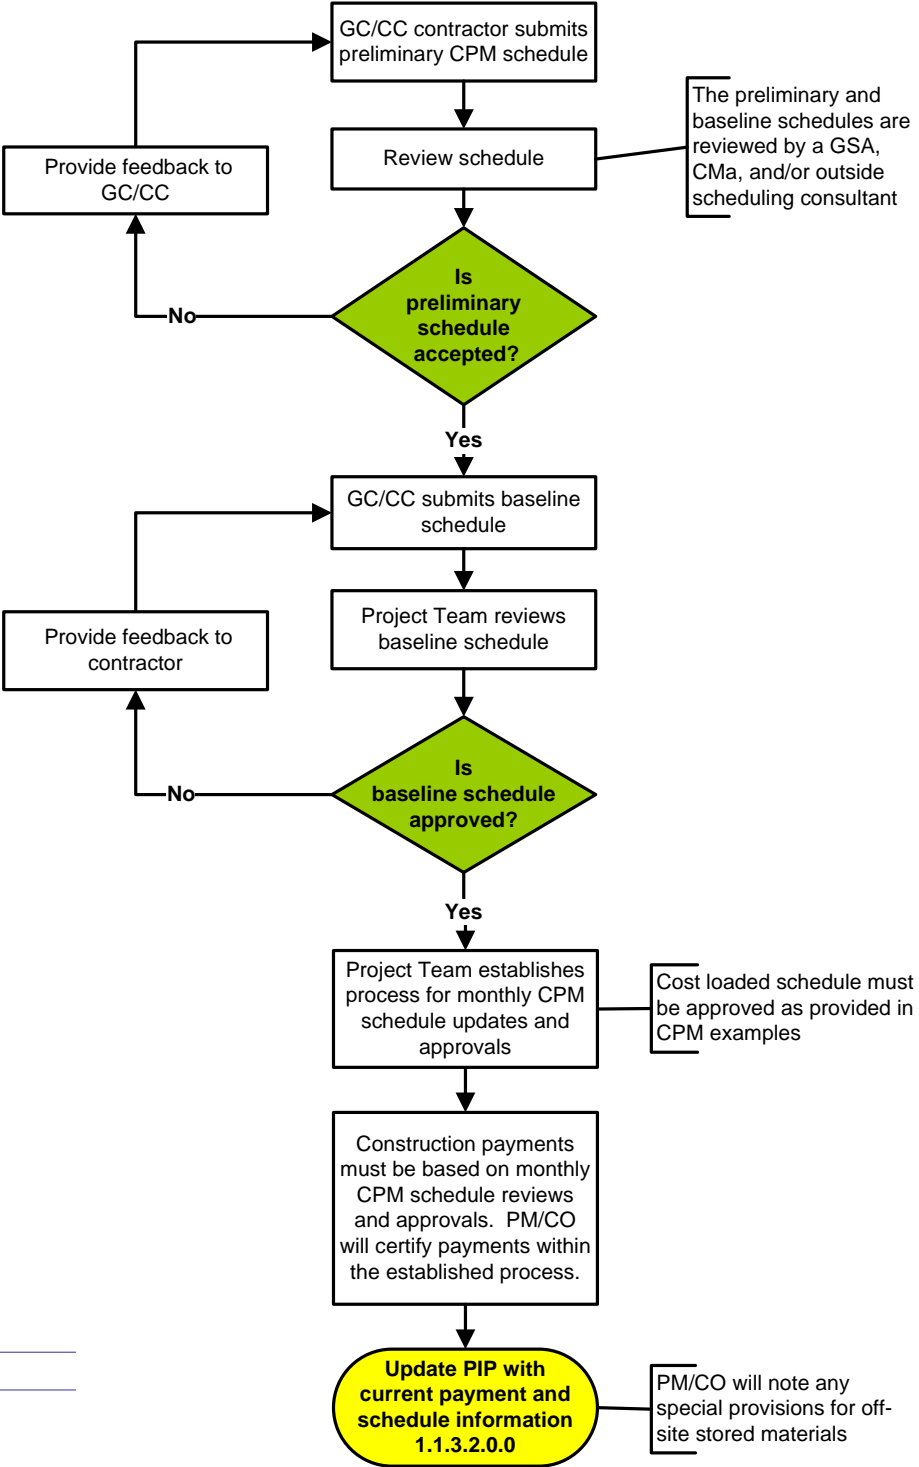 GC/CC contractor submits
preliminary CPM schedule
Review schedule
The preliminary and
baseline schedules are
reviewed by a GSA,
CMa, and/or outside
scheduling consultant
Provide feedback to
GC/CC
Is
preliminary
schedule
accepted?
No
Yes
GC/CC submits baseline
schedule
Project Team reviews
baseline schedule
Provide feedback to
contractor
Is
baseline schedule
approved?
No
Yes
Project Team establishes
process for monthly CPM
schedule updates and
approvals
Cost loaded schedule must
be approved as provided in
CPM examples
Construction payments
must be based on monthly
CPM schedule reviews
and approvals.  PM/CO
will certify payments within
the established process.
Update PIP with
current payment and
schedule information
1.1.3.2.0.0
PM/CO will note any
special provisions for off-
site stored materials